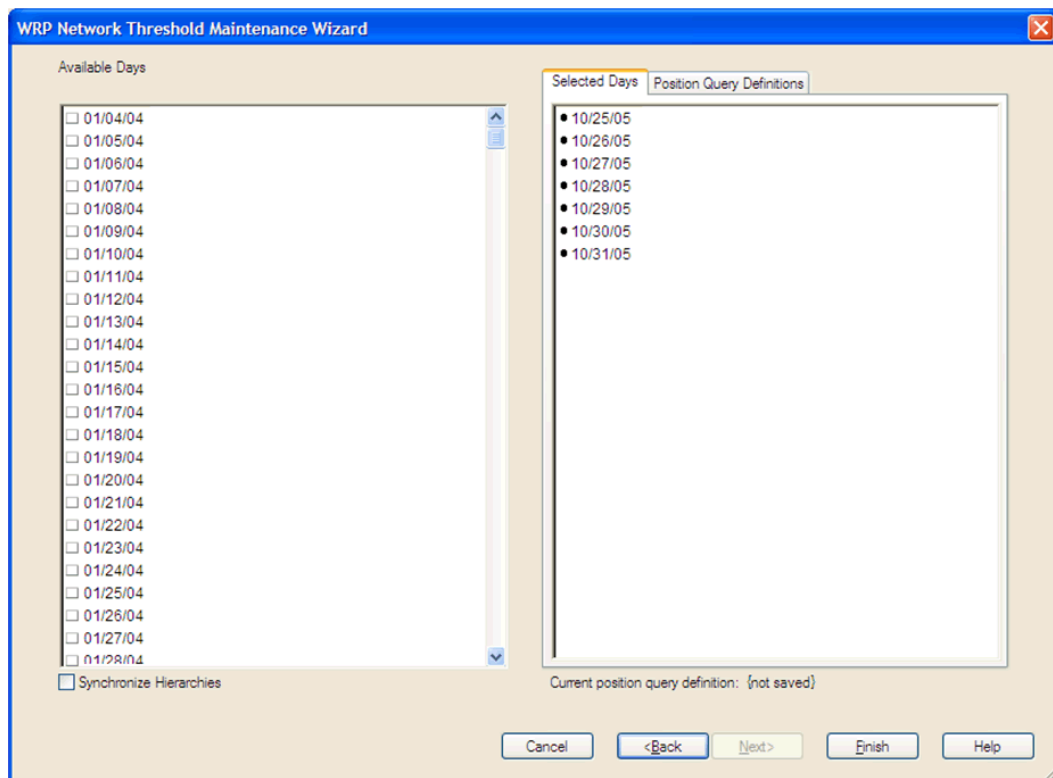 WRP Network Threshold Maintenance Wizard
Available Days
01/04/04
01/05/04
01/06/04
01/07/04
01/08/04
01/09/04
01/10/04
01/11/04
01/12/04
01/13/04
01/14/04
01/15/04
01/16/04
01/17/04
01/18/04
01/19/04
01/20/04
01/21/04
01/22/04
01/23/04
01/24/04
01/25/04
01/26/04
01/27/04
01/28/04
Synchronize Hierarchies
Selected Days
Position Query Definitions
10/25/05
10/26/05
10/27/05
10/28/05
10/29/05
10/30/05
10/31/05
Current position query definition: {not saved}
Cancel
<Back
Next>
Finish
Help